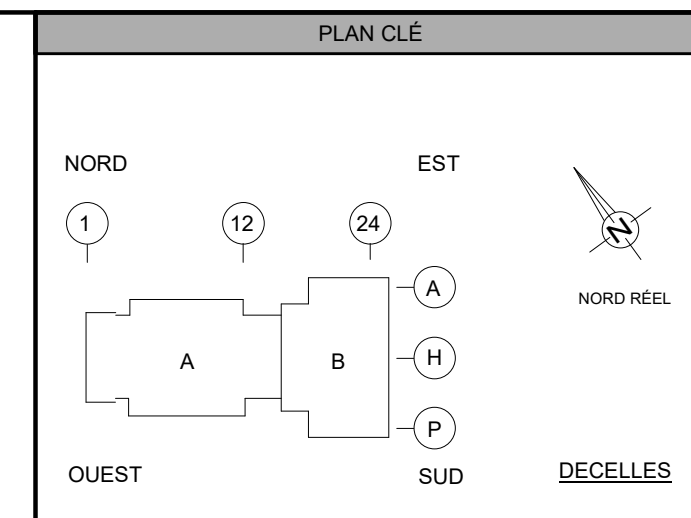 PLAN CLÉ
NORD EST
1 12 24
N
A
NORD RÉEL
A B H
P
OUEST SUD DECELLES